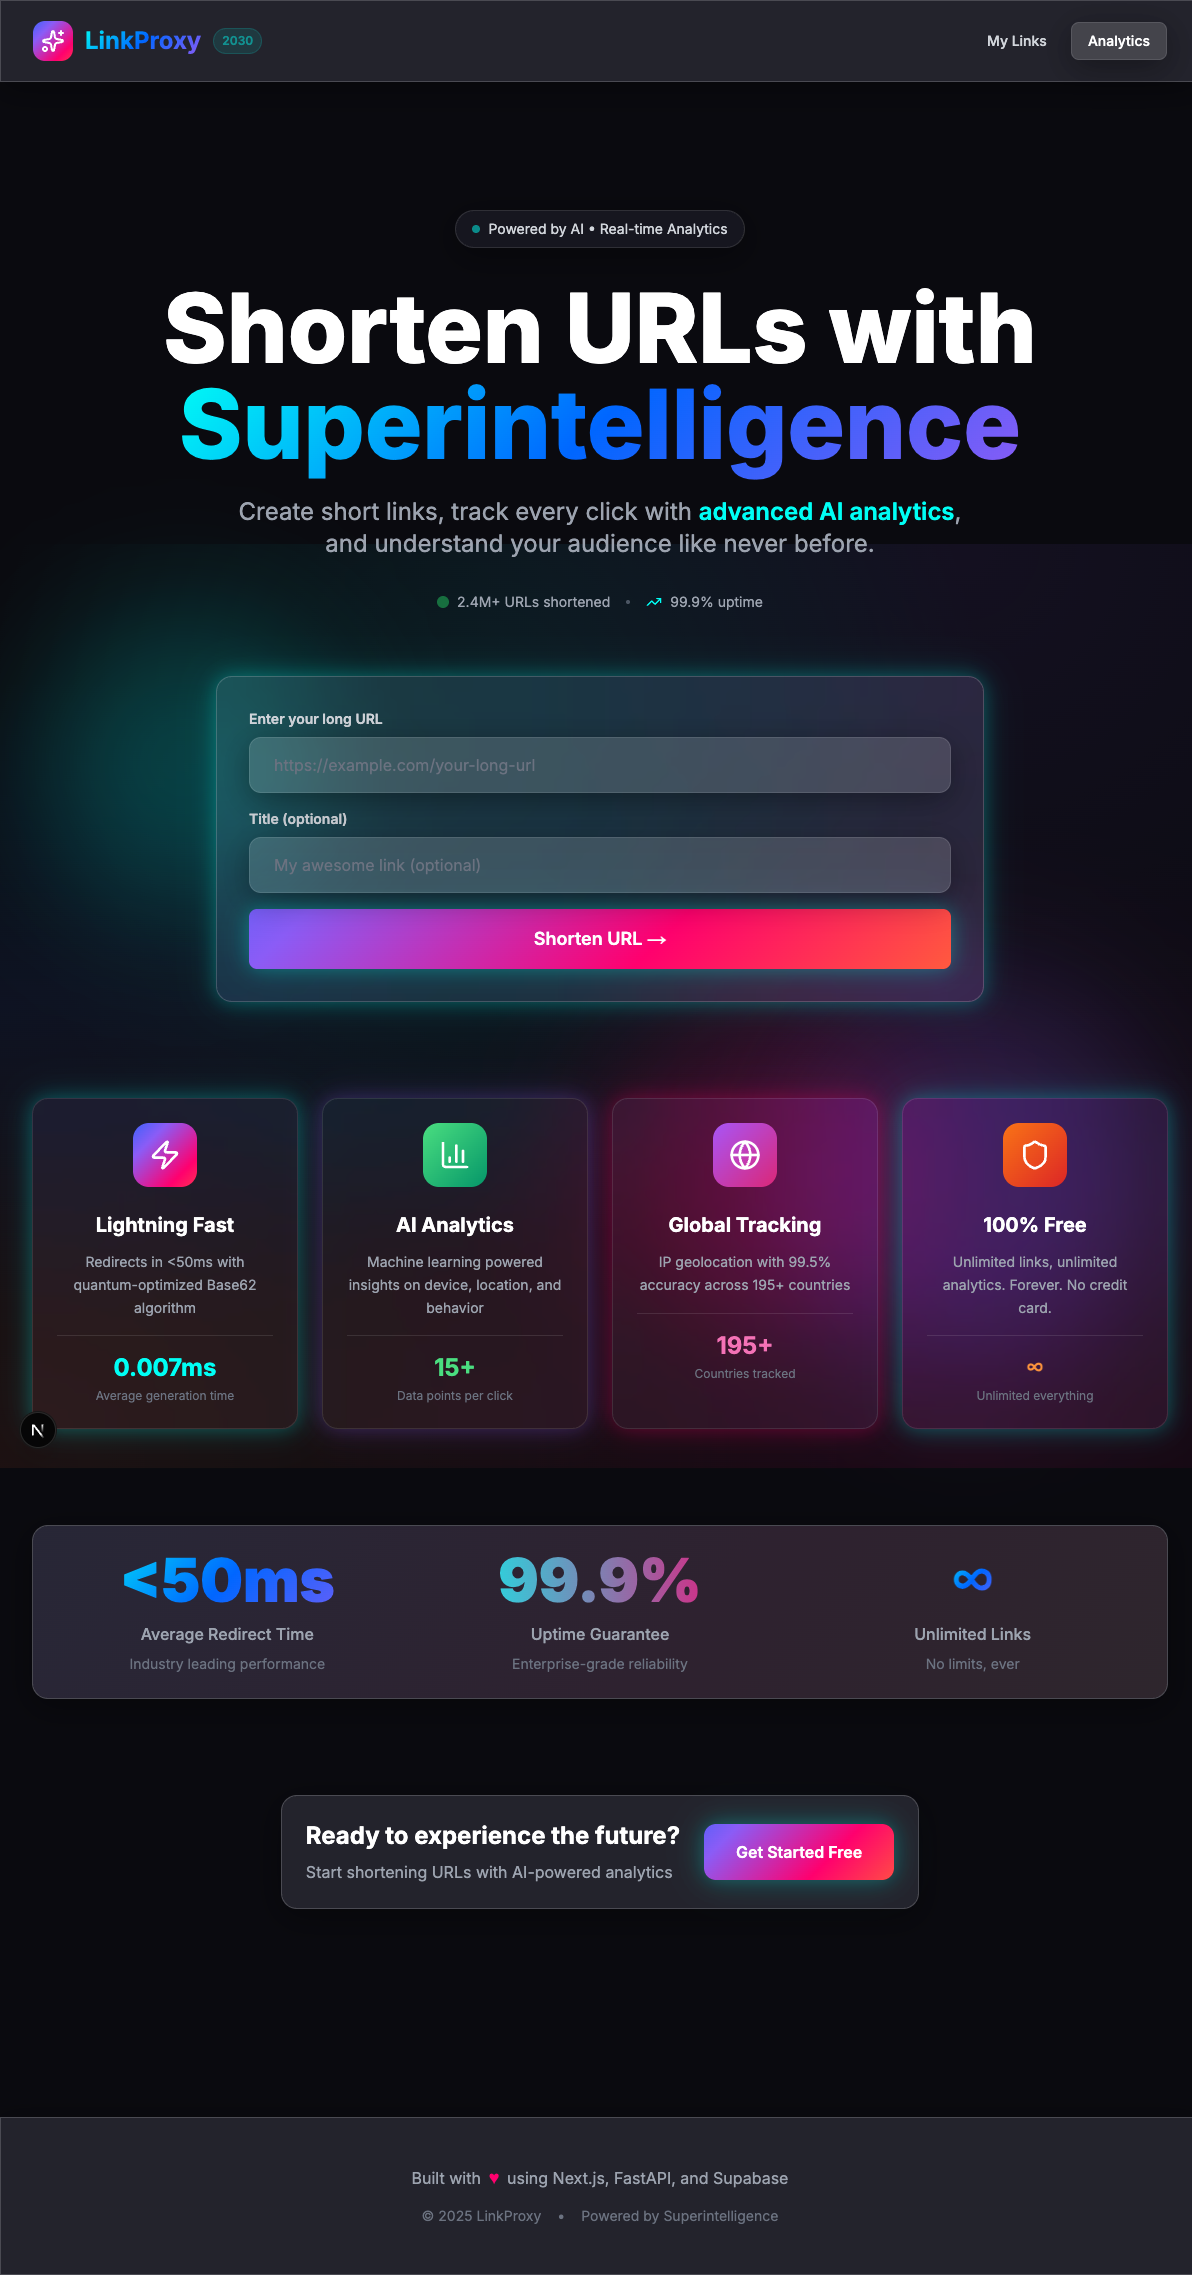 LinkProxy
2030
My Links
Analytics
Powered by AI • Real-time Analytics
Shorten URLs with
Superintelligence
Create short links, track every click with advanced AI analytics,
and understand your audience like never before.
2.4M+ URLs shortened • 99.9% uptime
Enter your long URL
https://example.com/your-long-url
Title (optional)
My awesome link (optional)
Shorten URL →
Lightning Fast
Redirects in <50ms with
quantum-optimized Base62
algorithm
0.007ms
Average generation time
AI Analytics
Machine learning powered
insights on device, location, and
behavior
15+
Data points per click
Global Tracking
IP geolocation with 99.5%
accuracy across 195+ countries
195+
Countries tracked
100% Free
Unlimited links, unlimited
analytics. Forever. No credit
card.
∞
Unlimited everything
N
<50ms
Average Redirect Time
Industry leading performance
99.9%
Uptime Guarantee
Enterprise-grade reliability
∞
Unlimited Links
No limits, ever
Ready to experience the future?
Start shortening URLs with AI-powered analytics
Get Started Free
Built with ♥ using Next.js, FastAPI, and Supabase
© 2025 LinkProxy • Powered by Superintelligence